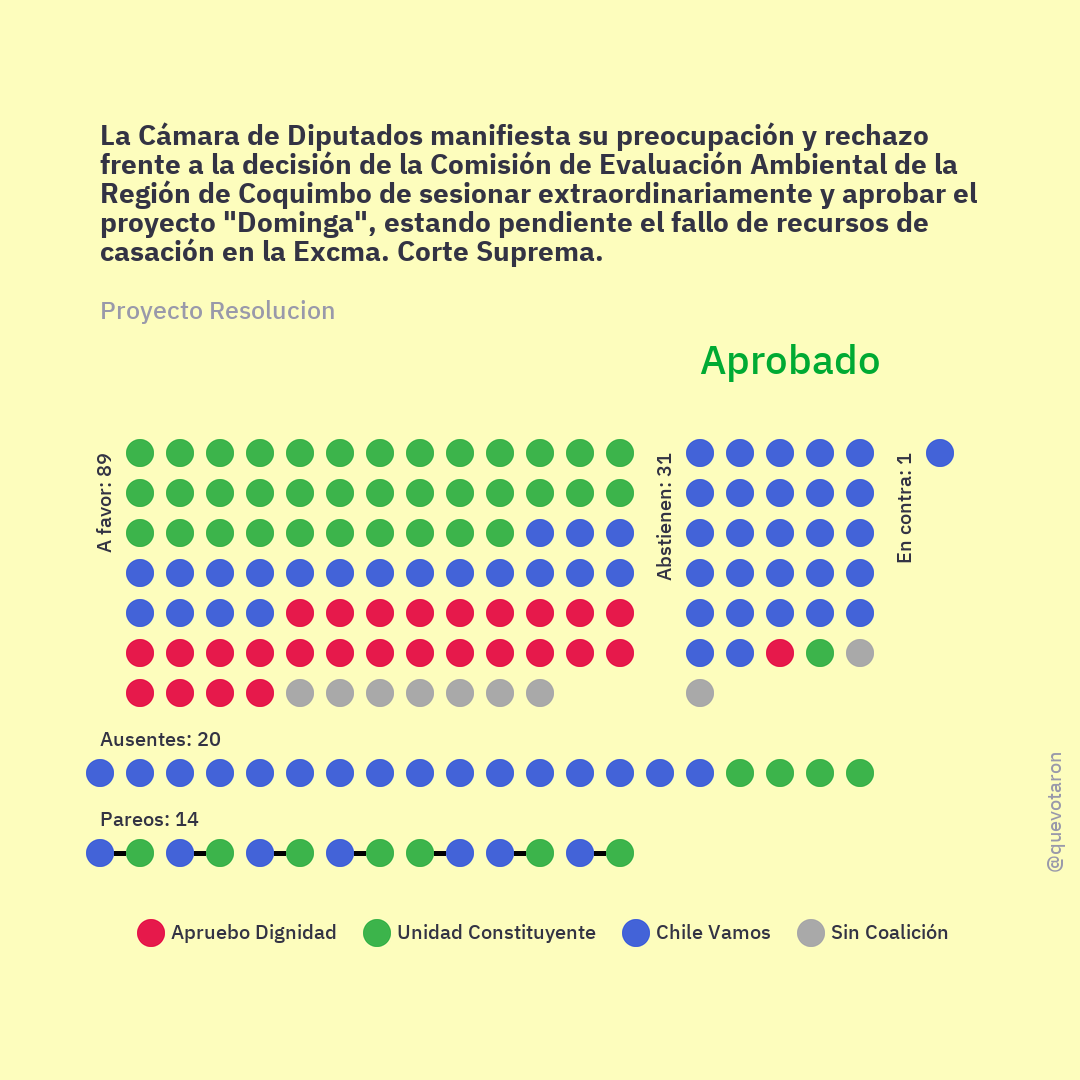 La Cámara de Diputados manifiesta su preocupación y rechazo
frente a la decisión de la Comisión de Evaluación Ambiental de la
Región de Coquimbo de sesionar extraordinariamente y aprobar el
proyecto "Dominga", estando pendiente el fallo de recursos de
casación en la Excma. Corte Suprema.
Proyecto Resolucion
Aprobado
A favor: 89
Abstienen: 31
En contra: 1
Ausentes: 20
Pareos: 14
@quevotaron
Apruebo Dignidad
Unidad Constituyente
Chile Vamos
Sin Coalición